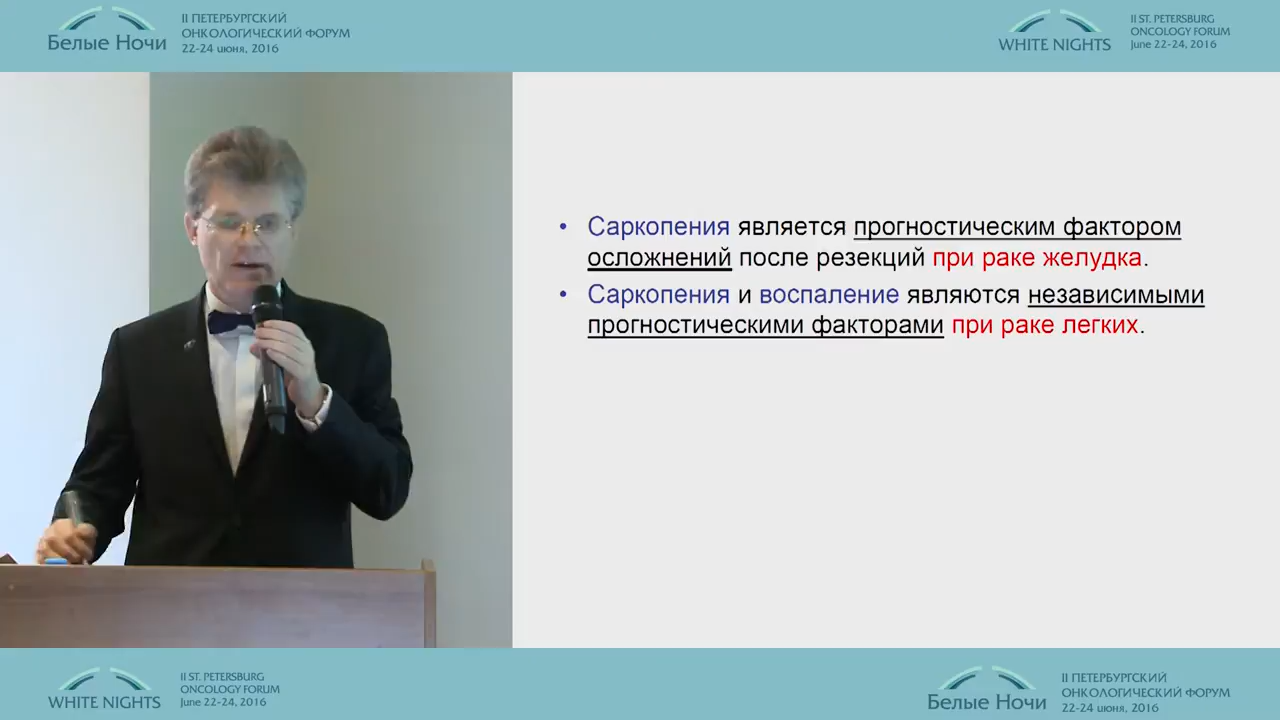 Белые Ночи
II ПЕТЕРБУРГСКИЙ
ОНКОЛОГИЧЕСКИЙ ФОРУМ
22-24 июня, 2016
WHITE NIGHTS
II ST. PETERSBURG
ONCOLOGY FORUM
June 22-24, 2016
• Саркопения является прогностическим фактором
осложнений после резекций при раке желудка.
• Саркопения и воспаление являются независимыми
прогностическими факторами при раке легких.
WHITE NIGHTS
II ST. PETERSBURG
ONCOLOGY FORUM
June 22-24, 2016
Белые Ночи
II ПЕТЕРБУРГСКИЙ
ОНКОЛОГИЧЕСКИЙ ФОРУМ
22-24 июня, 2016